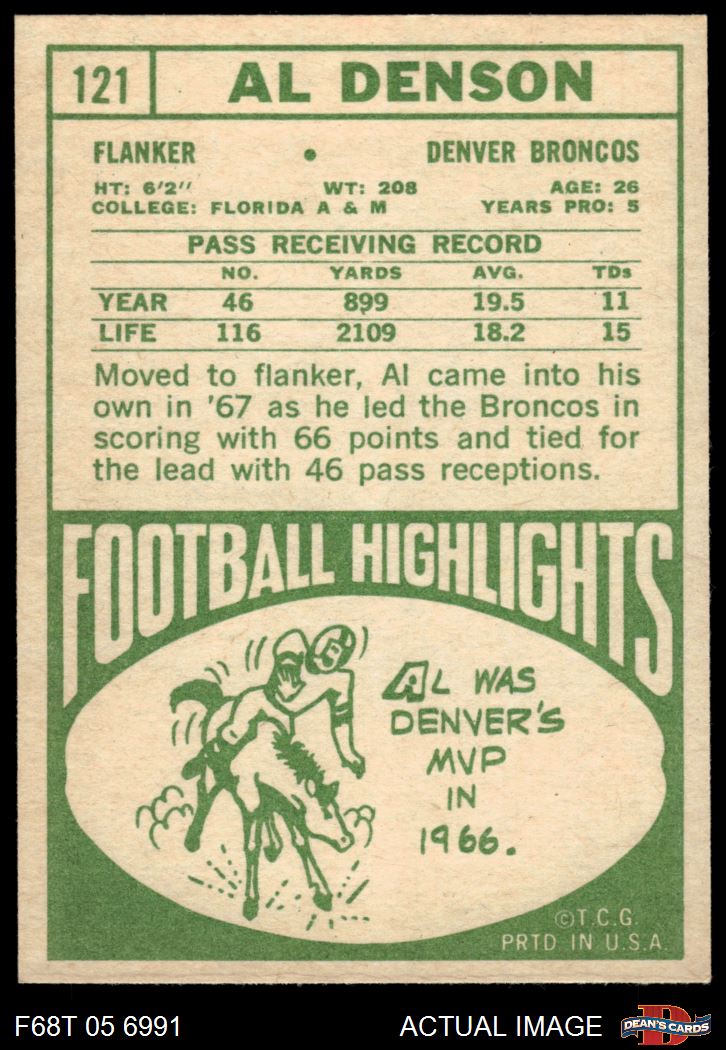 121 AL DENSON
FLANKER • DENVER BRONCOS
HT: 6'2" WT: 208 AGE: 26
COLLEGE: FLORIDA A & M YEARS PRO: 5
PASS RECEIVING RECORD
NO. YARDS AVG. TDs
YEAR 46 899 19.5 11
LIFE 116 2109 18.2 15
Moved to flanker, Al came into his
own in '67 as he led the Broncos in
scoring with 66 points and tied for
the lead with 46 pass receptions.
FOOTBALL HIGHLIGHTS
AL WAS
DENVER'S
MVP
IN
1966.
©T.C.G.
PRTD IN U.S.A.
F68T 05 6991 ACTUAL IMAGE
D
DEAN'S CARDS